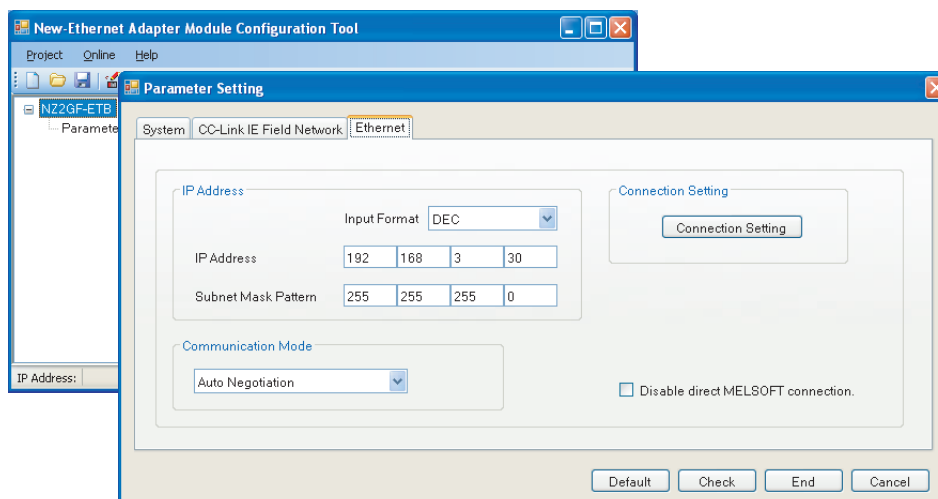 New-Ethernet Adapter Module Configuration Tool
Project Online Help
NZ2GF-ETB
Paramete
IP Address:
Parameter Setting
System CC-Link IE Field Network Ethernet
IP Address
Input Format DEC
IP Address 192 168 3 30
Subnet Mask Pattern 255 255 255 0
Connection Setting
Connection Setting
Communication Mode
Auto Negotiation
Disable direct MELSOFT connection.
Default Check End Cancel